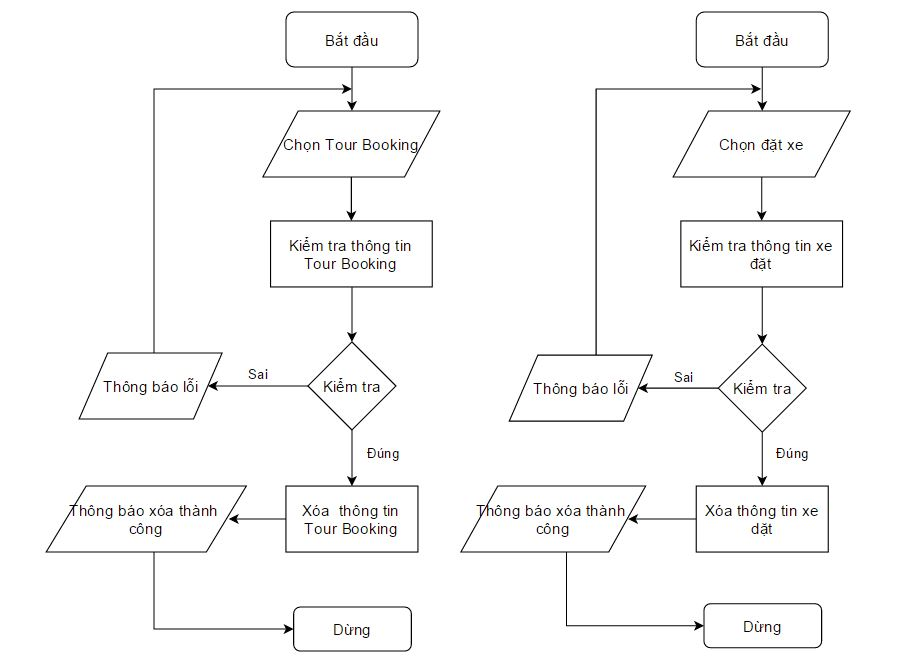 Bắt đầu
Chọn Tour Booking
Kiểm tra thông tin
Tour Booking
Kiểm tra
Sai
Thông báo lỗi
Đúng
Xóa thông tin
Tour Booking
Thông báo xóa thành
công
Dừng
Bắt đầu
Chọn đặt xe
Kiểm tra thông tin xe
đặt
Kiểm tra
Sai
Thông báo lỗi
Đúng
Xóa thông tin xe
dặt
Thông báo xóa thành
công
Dừng